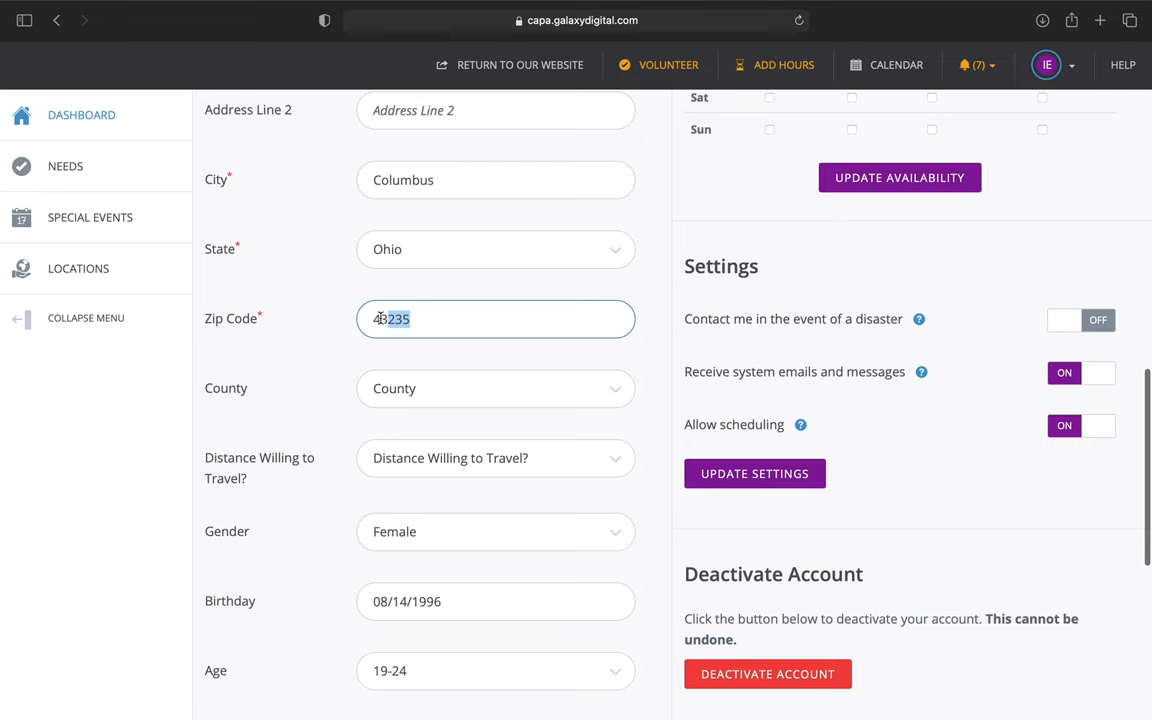 capa.galaxydigital.com
RETURN TO OUR WEBSITE
VOLUNTEER
ADD HOURS
CALENDAR
(7)
IE
HELP
DASHBOARD
NEEDS
17
SPECIAL EVENTS
LOCATIONS
COLLAPSE MENU
Address Line 2
Address Line 2
City*
Columbus
State*
Ohio
Zip Code*
43235
County
County
Distance Willing to
Travel?
Distance Willing to Travel?
Gender
Female
Birthday
08/14/1996
Age
19-24
Sat
Sun
UPDATE AVAILABILITY
Settings
Contact me in the event of a disaster ?
OFF
Receive system emails and messages ?
ON
Allow scheduling ?
ON
UPDATE SETTINGS
Deactivate Account
Click the button below to deactivate your account. This cannot be
undone.
DEACTIVATE ACCOUNT